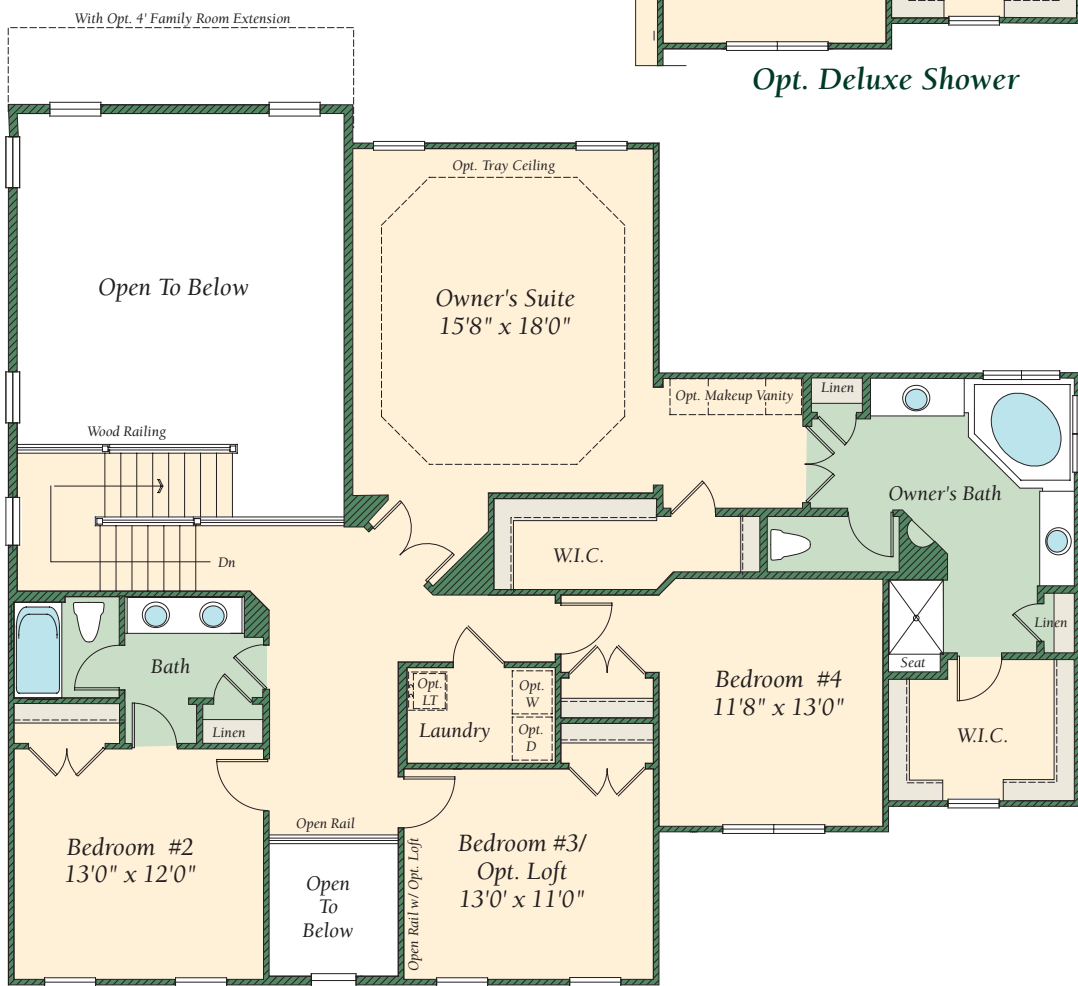 With Opt. 4' Family Room Extension
Opt. Deluxe Shower
Opt. Tray Ceiling
Open To Below
Owner's Suite
15'8" x 18'0"
Linen
Opt. Makeup Vanity
Wood Railing
Owner's Bath
W.I.C.
Dn
Linen
Bath
Seat
Opt.
LT
Opt.
W
Bedroom #4
11'8" x 13'0"
Laundry
Opt.
D
Linen
W.I.C.
Open Rail
Bedroom #2
13'0" x 12'0"
Bedroom #3/
Opt. Loft
13'0' x 11'0"
Open Rail w/ Opt. Loft
Open
To
Below